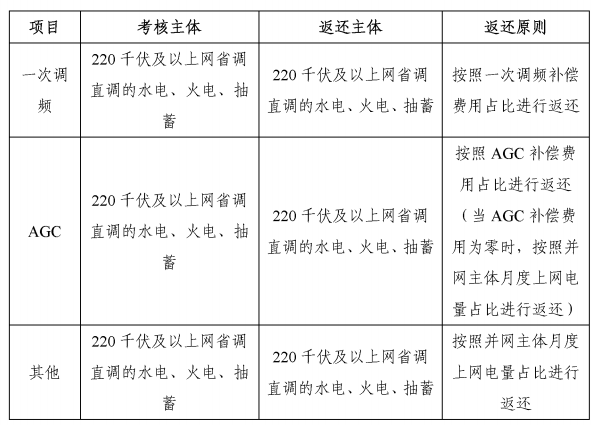 项目 考核主体 返还主体 返还原则
一次调
频
220 千伏及以上网省调
直调的水电、火电、抽
蓄
220 千伏及以上网省调
直调的水电、火电、抽蓄
按照一次调频补偿
费用占比进行返还
AGC
220 千伏及以上网省调
直调的水电、火电、抽
蓄
220 千伏及以上网省调
直调的水电、火电、抽蓄
按照 AGC 补偿费
用占比进行返还
（当 AGC 补偿费
用为零时，按照并
网主体月度上网电
量占比进行返还）
其他
220 千伏及以上网省调
直调的水电、火电、抽
蓄
220 千伏及以上网省调
直调的水电、火电、抽蓄
按照并网主体月度
上网电量占比进行
返还